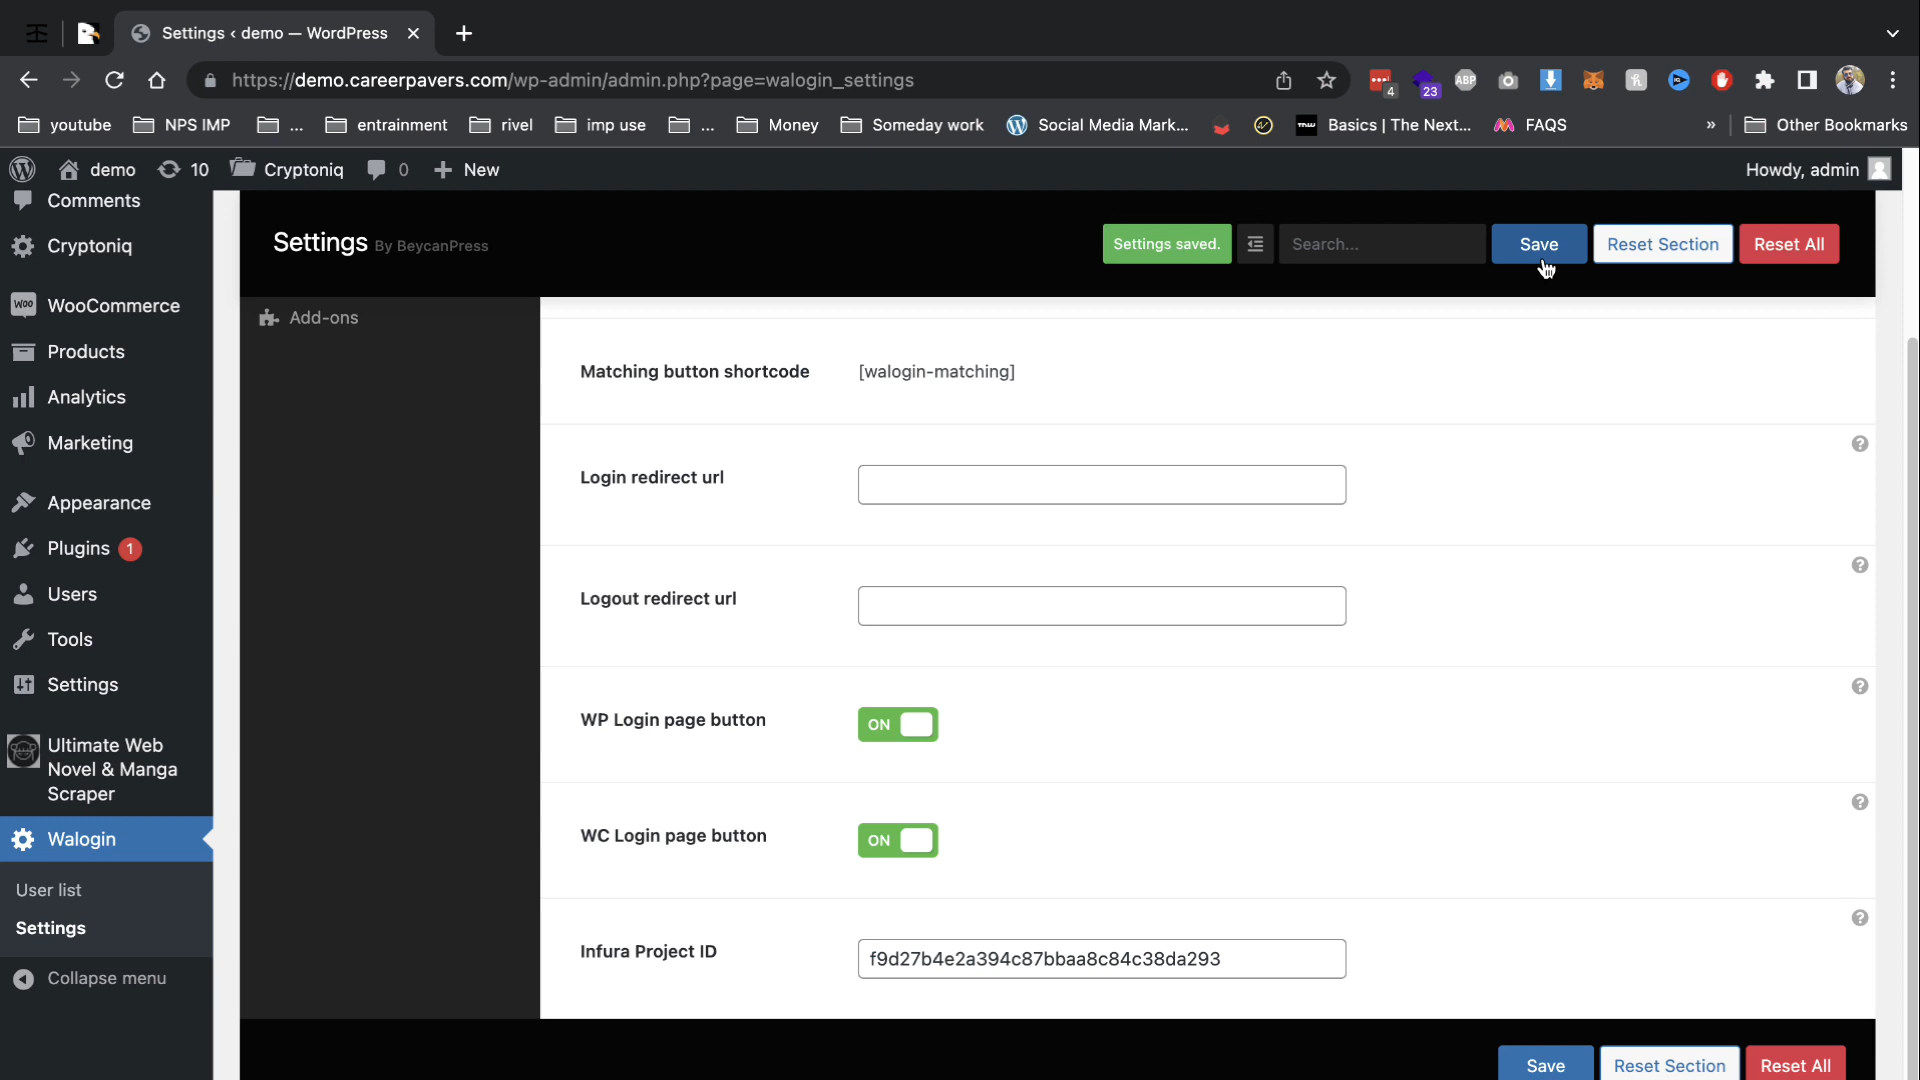 Settings ‹ demo — WordPress
https://demo.careerpavers.com/wp-admin/admin.php?page=walogin_settings
4
23
ABP
youtube
NPS IMP
...
entrainment
rivel
imp use
...
Money
Someday work
Social Media Mark...
Basics | The Next...
FAQS
»
Other Bookmarks
demo
10
Cryptoniq
0
New
Howdy, admin
Comments
Cryptoniq
WooCommerce
Products
Analytics
Marketing
Appearance
Plugins 1
Users
Tools
Settings
Ultimate Web
Novel & Manga
Scraper
Walogin
User list
Settings
Collapse menu
Settings By BeycanPress
Settings saved.
Search...
Save
Reset Section
Reset All
Add-ons
Matching button shortcode
[walogin-matching]
Login redirect url
Logout redirect url
WP Login page button
ON
WC Login page button
ON
Infura Project ID
f9d27b4e2a394c87bbaa8c84c38da293
Save
Reset Section
Reset All